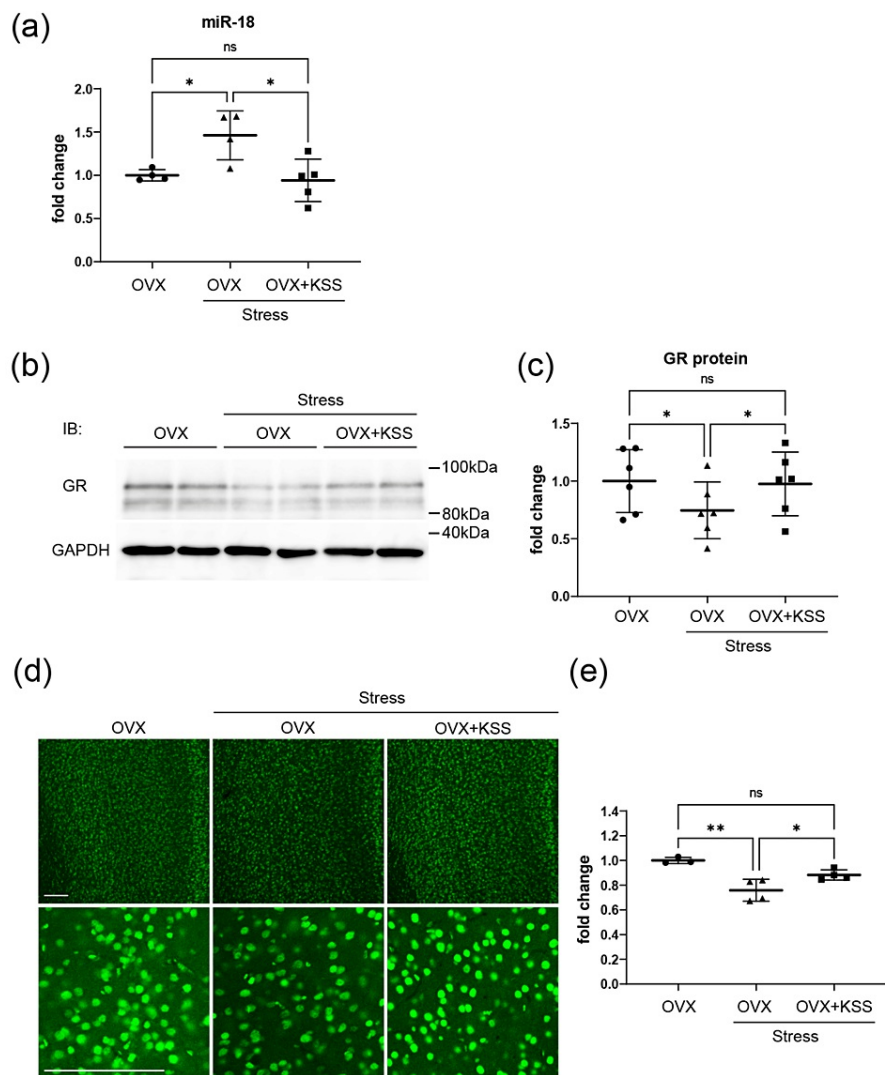 (a)
miR-18
ns
* *
2.0
1.5
1.0
0.5
0.0
fold change
OVX OVX OVX+KSS
Stress
(b)
Stress
IB: OVX OVX OVX+KSS
GR
GAPDH
100kDa
80kDa
40kDa
(c)
GR protein
ns
* *
1.5
1.0
0.5
0.0
fold change
OVX OVX OVX+KSS
Stress
(d)
Stress
OVX OVX OVX+KSS
(e)
ns
** *
1.4
1.2
1.0
0.8
0.6
0.4
0.2
0.0
fold change
OVX OVX OVX+KSS
Stress